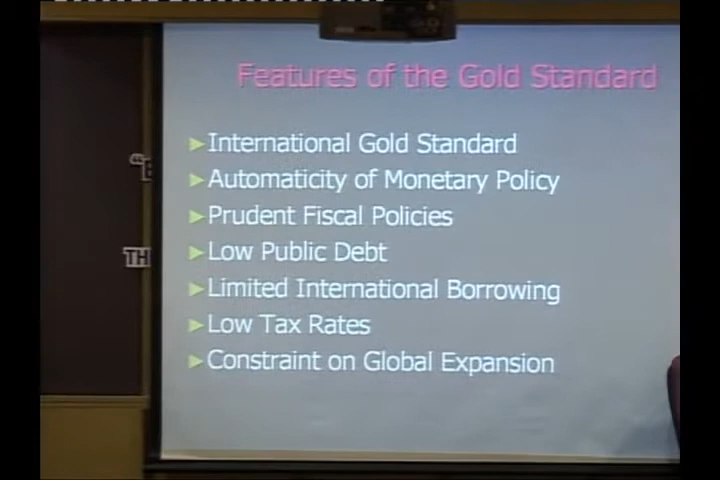 Features of the Gold Standard
►International Gold Standard
►Automaticity of Monetary Policy
►Prudent Fiscal Policies
►Low Public Debt
►Limited International Borrowing
►Low Tax Rates
►Constraint on Global Expansion
TH